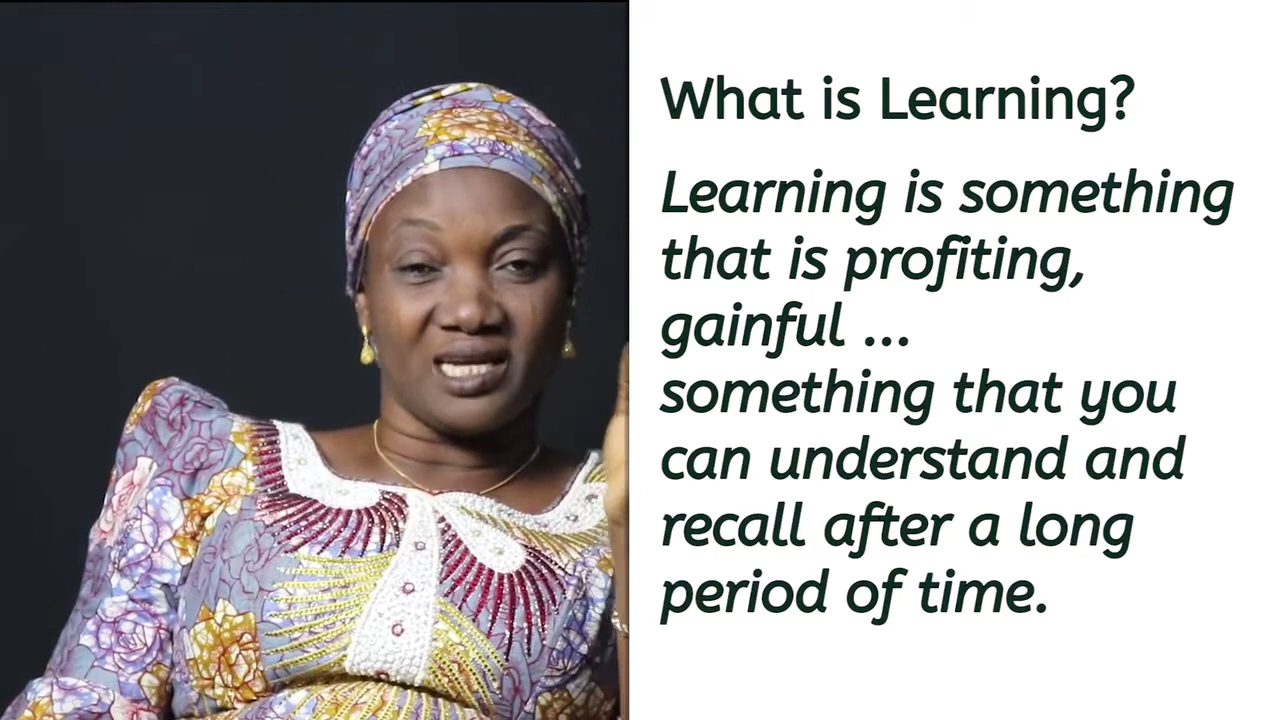 What is Learning?
Learning is something
that is profiting,
gainful ...
something that you
can understand and
recall after a long
period of time.